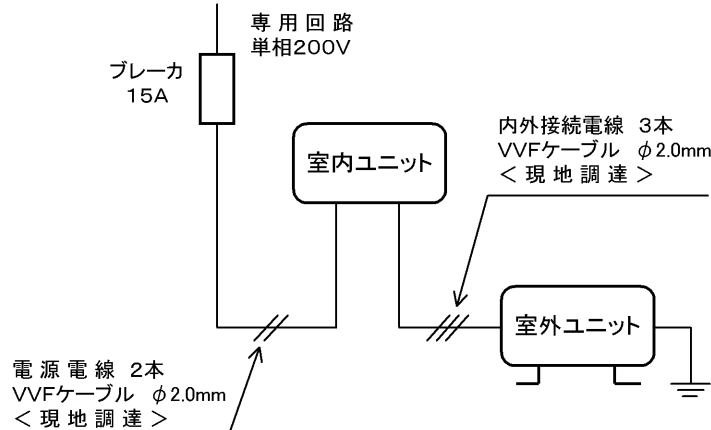 専用回路
単相200V
ブレーカ
15A
室内ユニット
内外接続電線 3本
VVFケーブル φ2.0mm
<現地調達>
室外ユニット
電源電線 2本
VVFケーブル φ2.0mm
<現地調達>